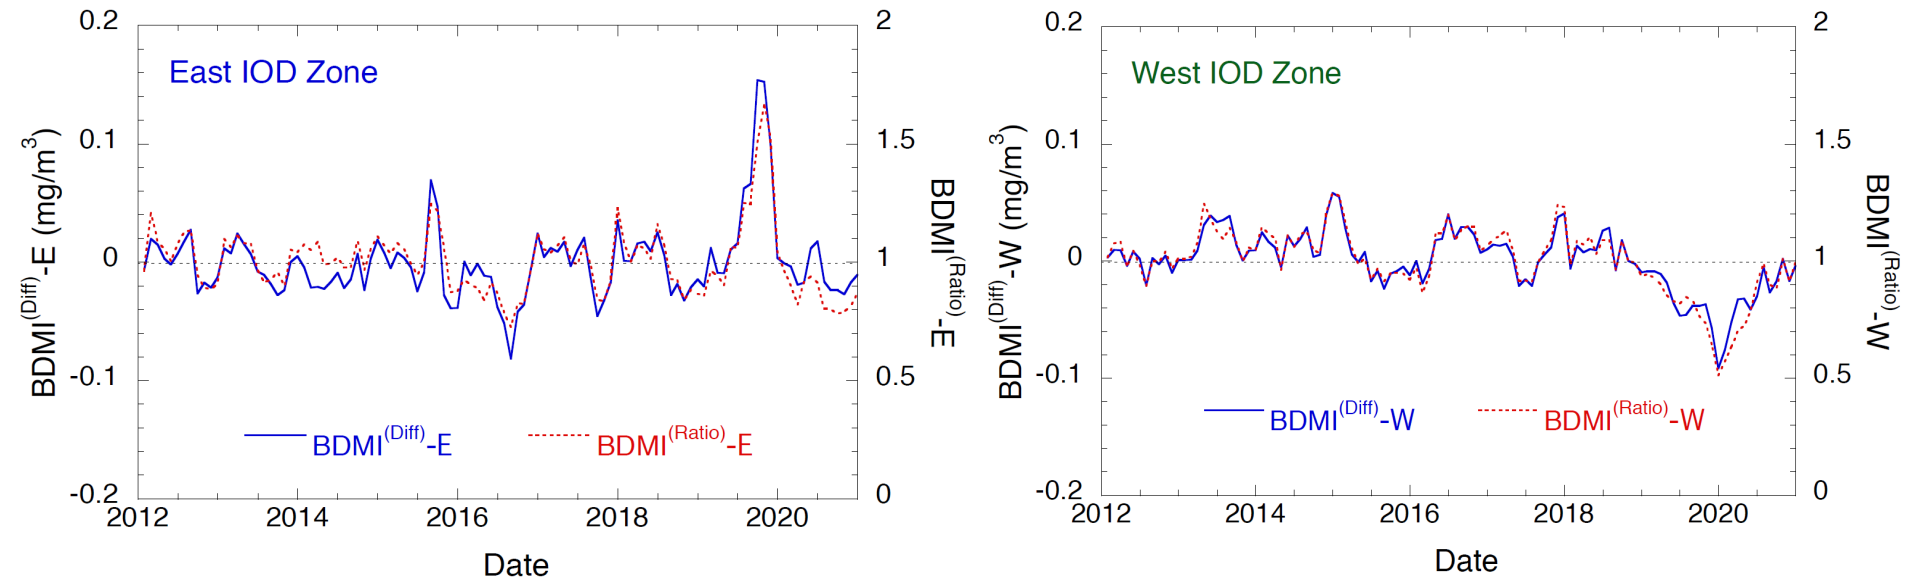 0.2
0.1
0
-0.1
-0.2
BDMI(Diff)-E (mg/m3)
East IOD Zone
BDMI(Diff)-E
BDMI(Ratio)-E
2
1.5
1
0.5
0
BDMI(Ratio)-E
2012 2014 2016 2018 2020
Date
0.2
0.1
0
-0.1
-0.2
BDMI(Diff)-W (mg/m3)
West IOD Zone
BDMI(Diff)-W
BDMI(Ratio)-W
2
1.5
1
0.5
0
BDMI(Ratio)-W
2012 2014 2016 2018 2020
Date